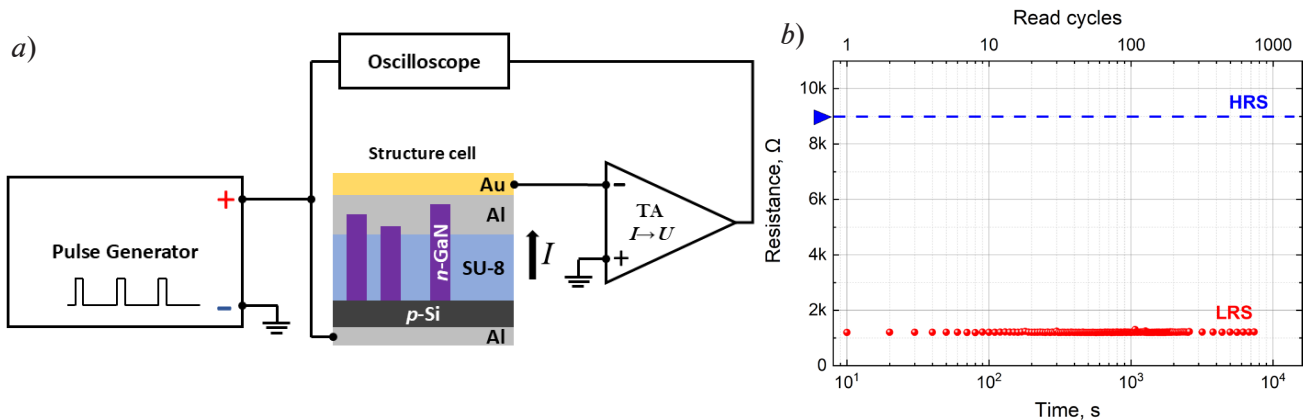 a)
Oscilloscope
Structure cell
Pulse Generator
+
−
Au
Al
n-GaN
SU-8
p-Si
Al
I
−
TA
I→U
+
b)
Read cycles
1 10 100 1000
Resistance, Ω
10k
8k
6k
4k
2k
0
HRS
LRS
10¹ 10² 10³ 10⁴
Time, s